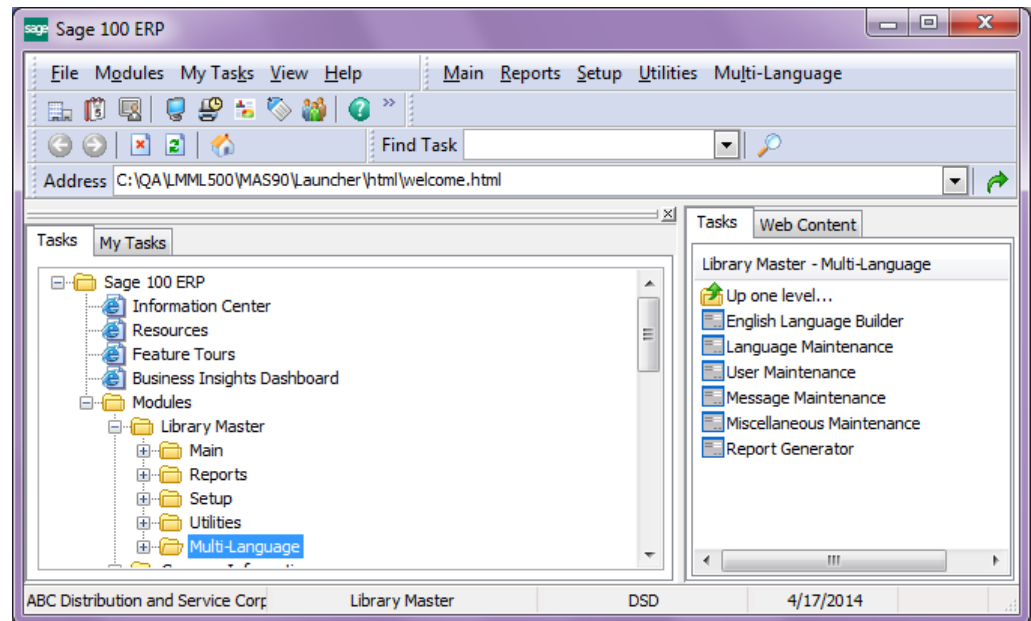 sage Sage 100 ERP
File Modules My Tasks View Help Main Reports Setup Utilities Multi-Language
Find Task
Address C:\QA\LMML500\MAS90\Launcher\html\welcome.html
Tasks My Tasks
Sage 100 ERP
Information Center
Resources
Feature Tours
Business Insights Dashboard
Modules
Library Master
Main
Reports
Setup
Utilities
Multi-Language
Tasks Web Content
Library Master - Multi-Language
Up one level...
English Language Builder
Language Maintenance
User Maintenance
Message Maintenance
Miscellaneous Maintenance
Report Generator
ABC Distribution and Service Corp Library Master DSD 4/17/2014